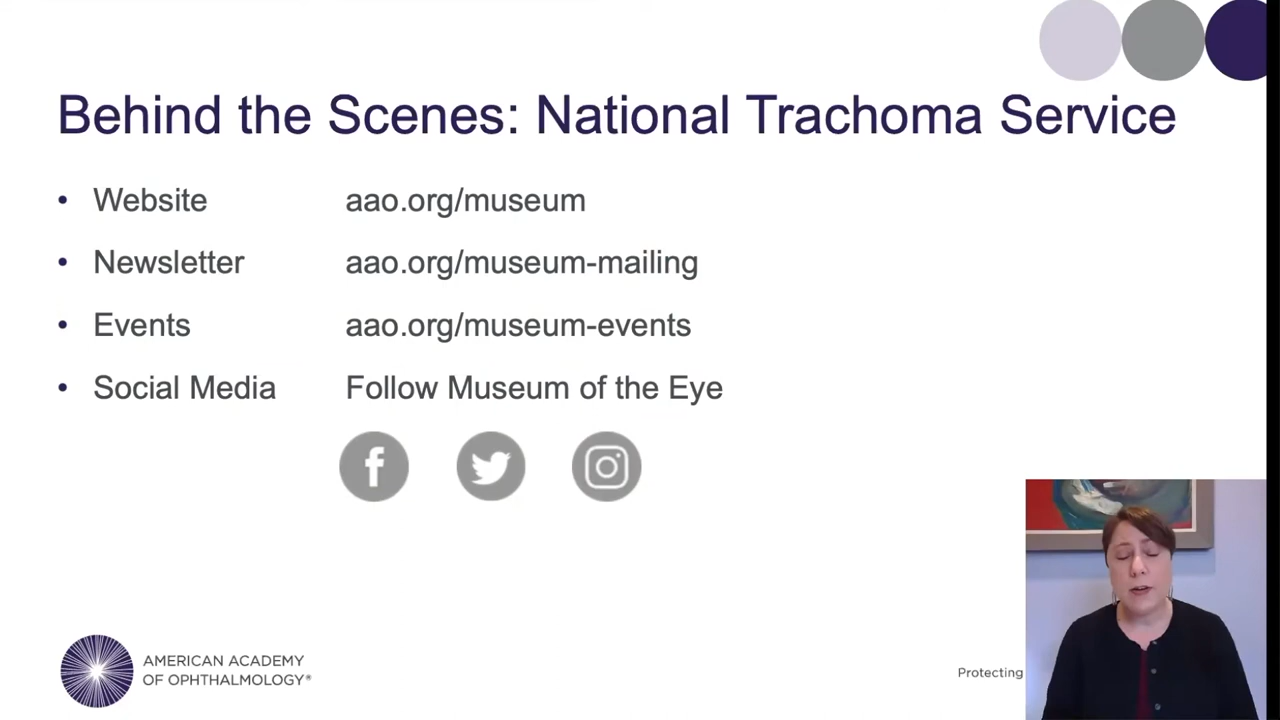 Behind the Scenes: National Trachoma Service
• Website aao.org/museum
• Newsletter aao.org/museum-mailing
• Events aao.org/museum-events
• Social Media Follow Museum of the Eye
AMERICAN ACADEMY
OF OPHTHALMOLOGY®
Protecting